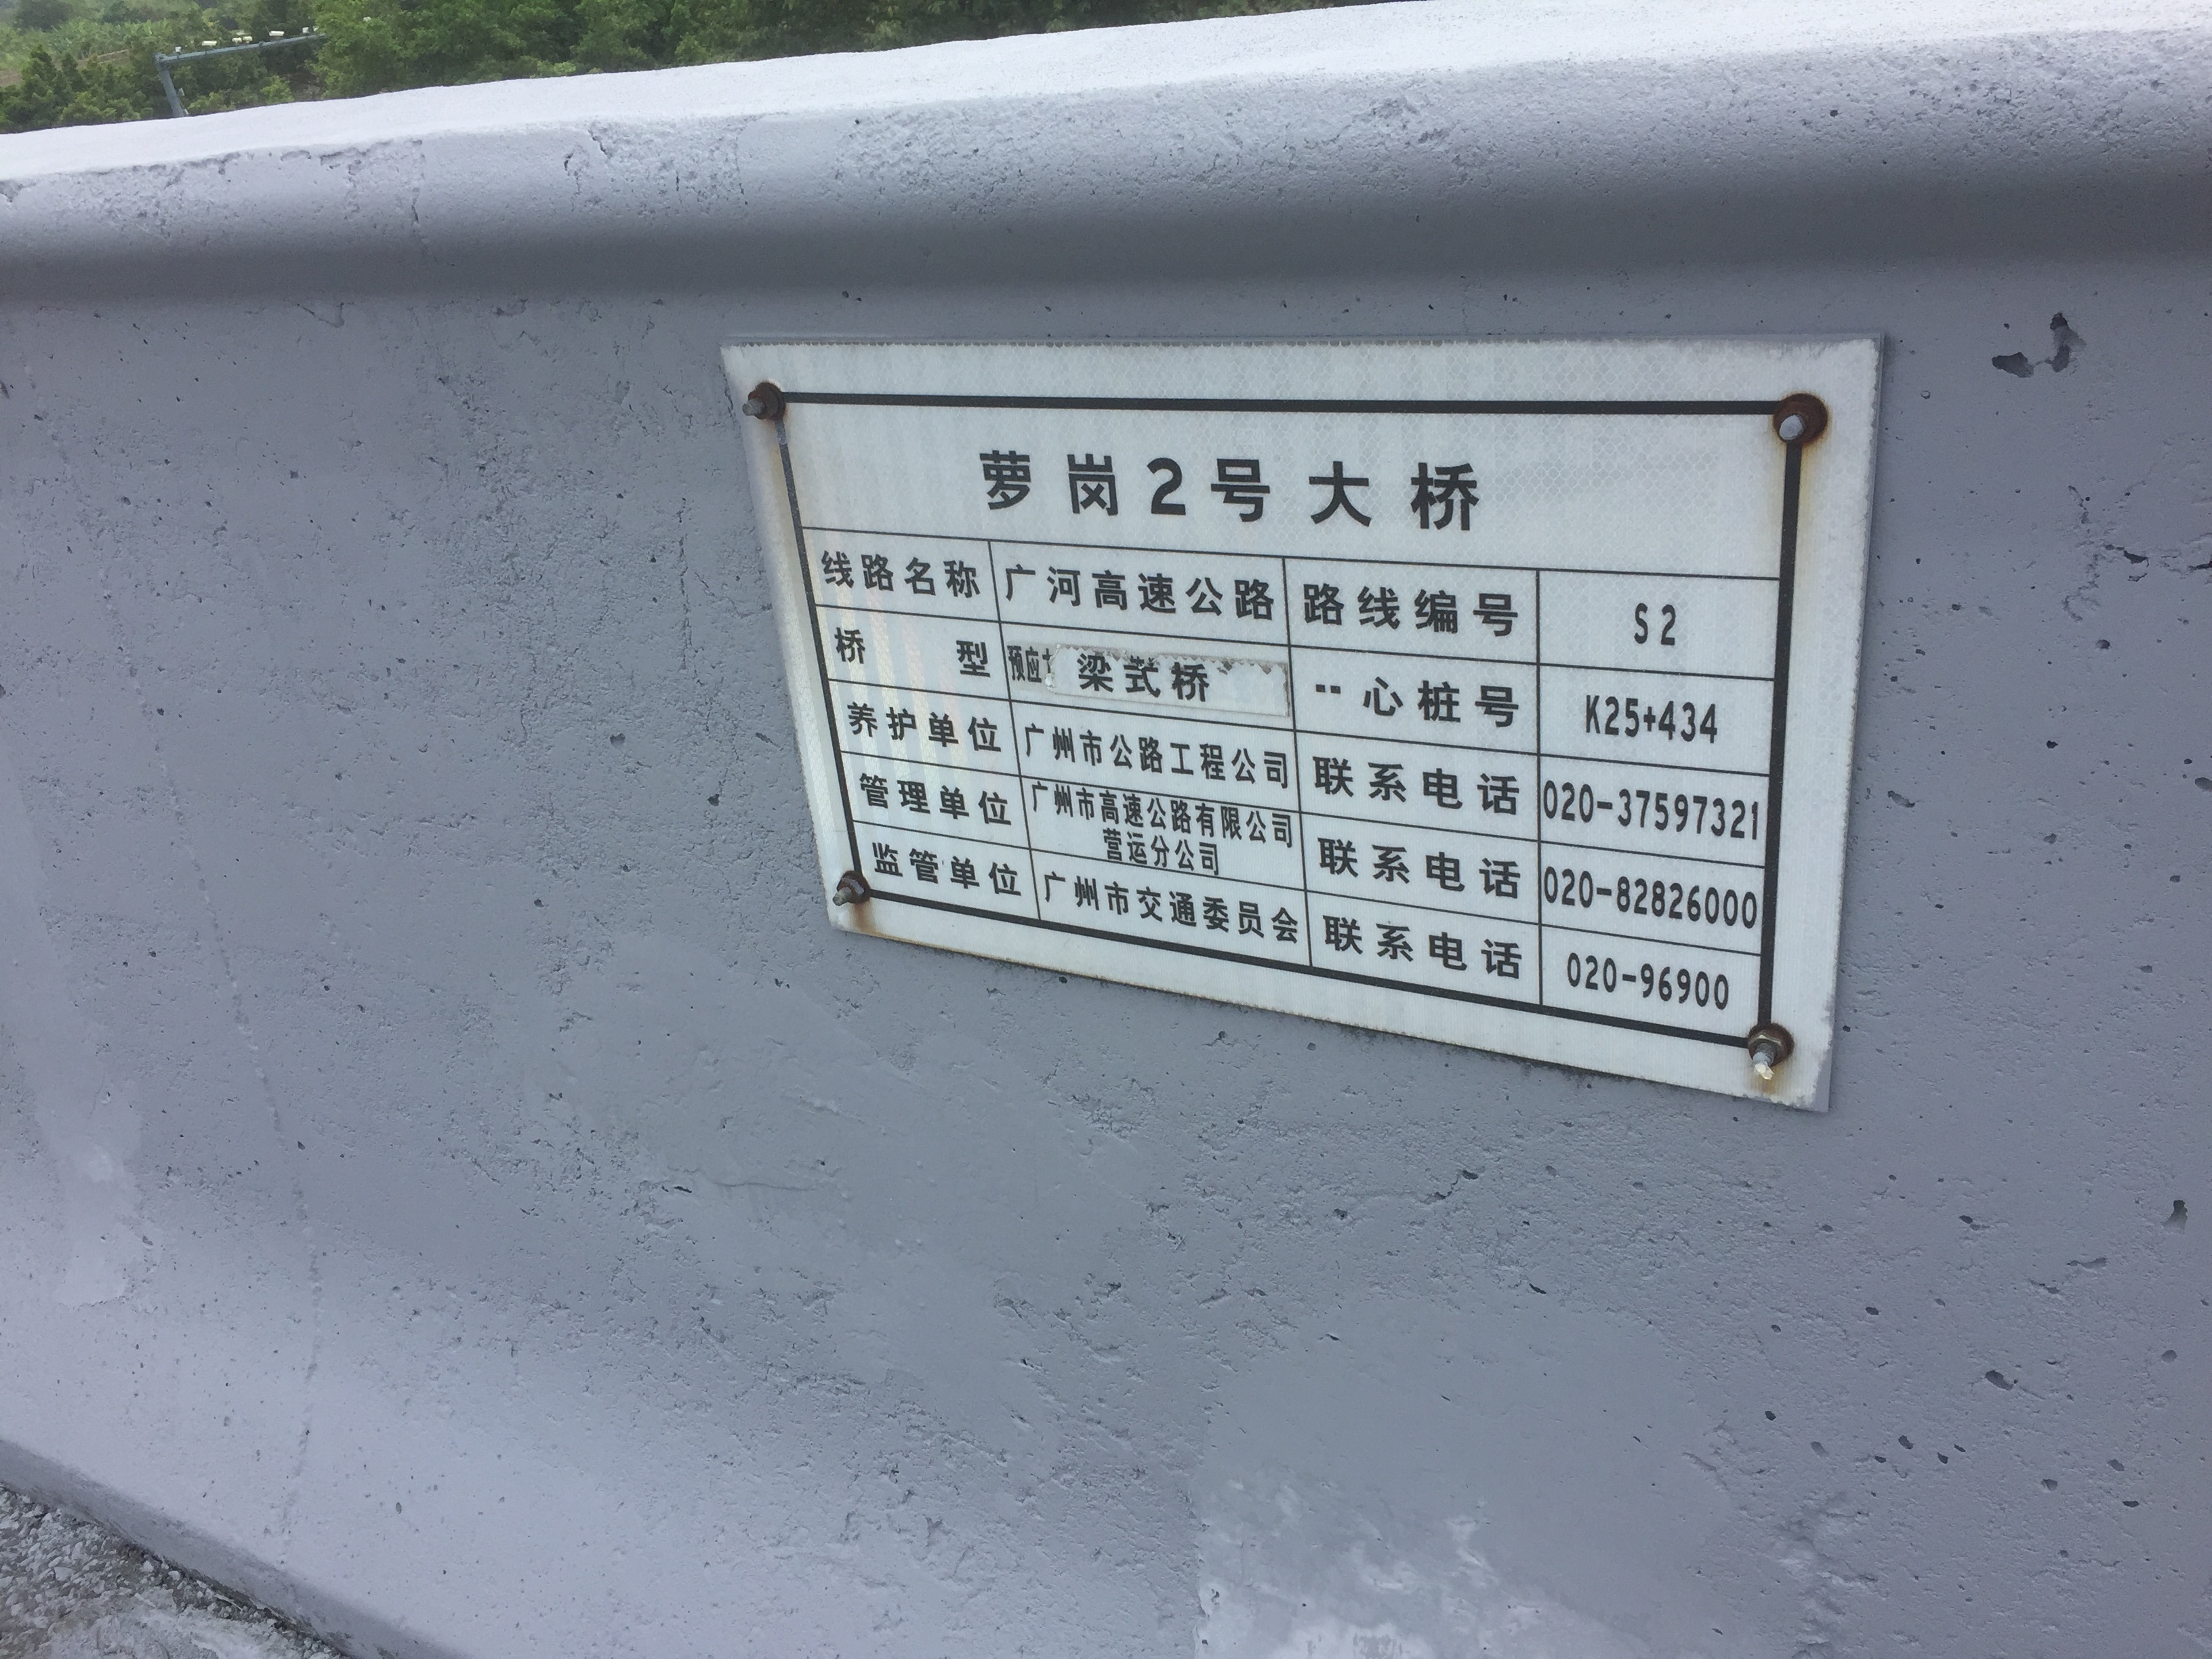 萝岗2号大桥
线路名称 广河高速公路 路线编号 S2
桥型 预应 梁式桥 心桩号 K25+434
养护单位 广州市公路工程公司 联系电话 020-37597321
管理单位 广州市高速公路有限公司 联系电话 020-82826000
营运分公司
监管单位 广州市交通委员会 联系电话 020-96900